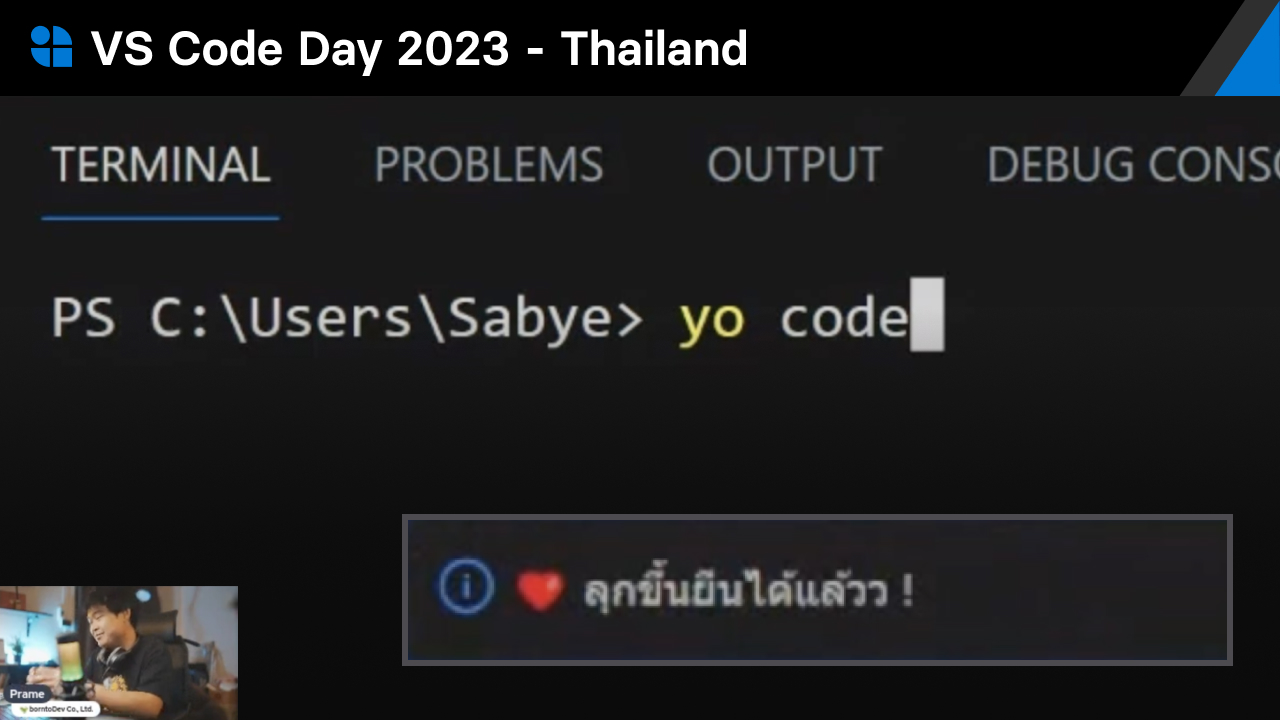 VS Code Day 2023 - Thailand
TERMINAL PROBLEMS OUTPUT DEBUG CONSO
PS C:\Users\Sabye> yo code
❤ ลุกขึ้นยืนได้แล้วว !
Prame
borntoDev Co., Ltd.